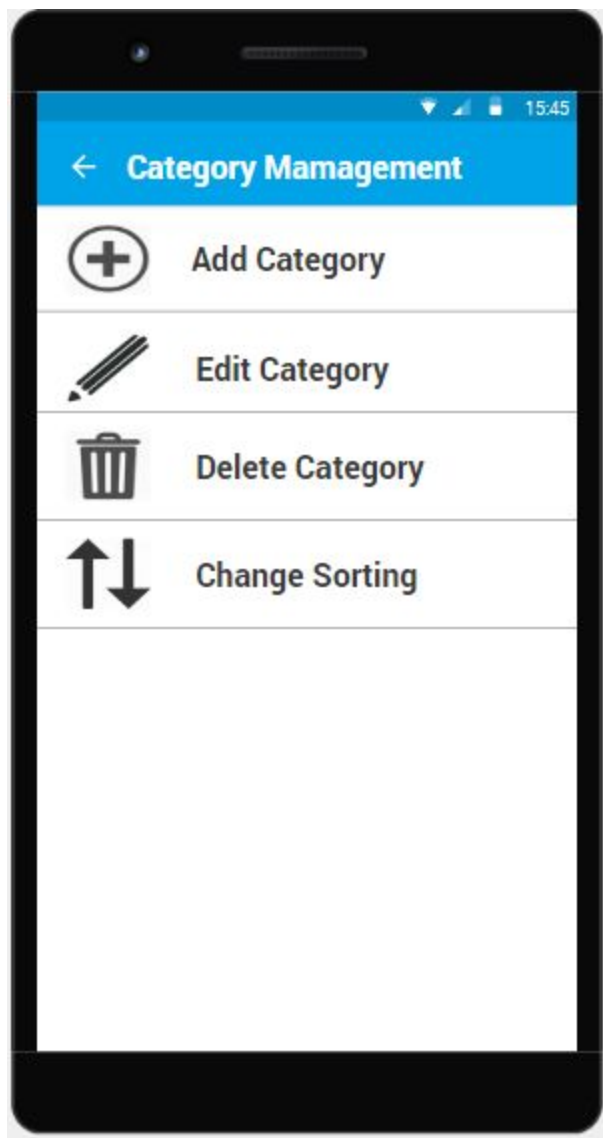 15:45
Category Mamagement
Add Category
Edit Category
Delete Category
Change Sorting